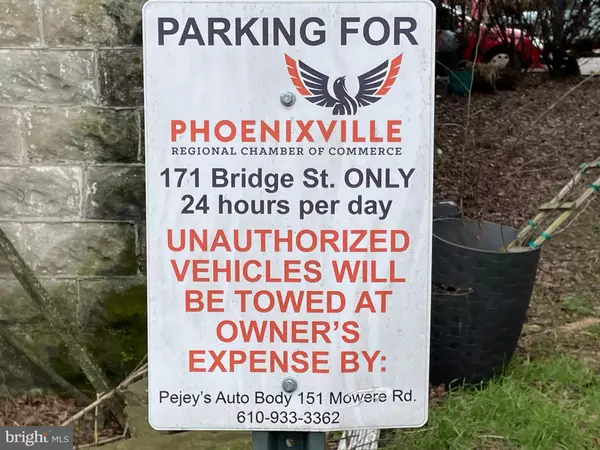 PARKING FOR
PHOENIXVILLE
REGIONAL CHAMBER OF COMMERCE
171 Bridge St. ONLY
24 hours per day
UNAUTHORIZED
VEHICLES WILL
BE TOWED AT
OWNER'S
EXPENSE BY:
Pejey's Auto Body 151 Mowere Rd.
610-933-3362
bright MLS